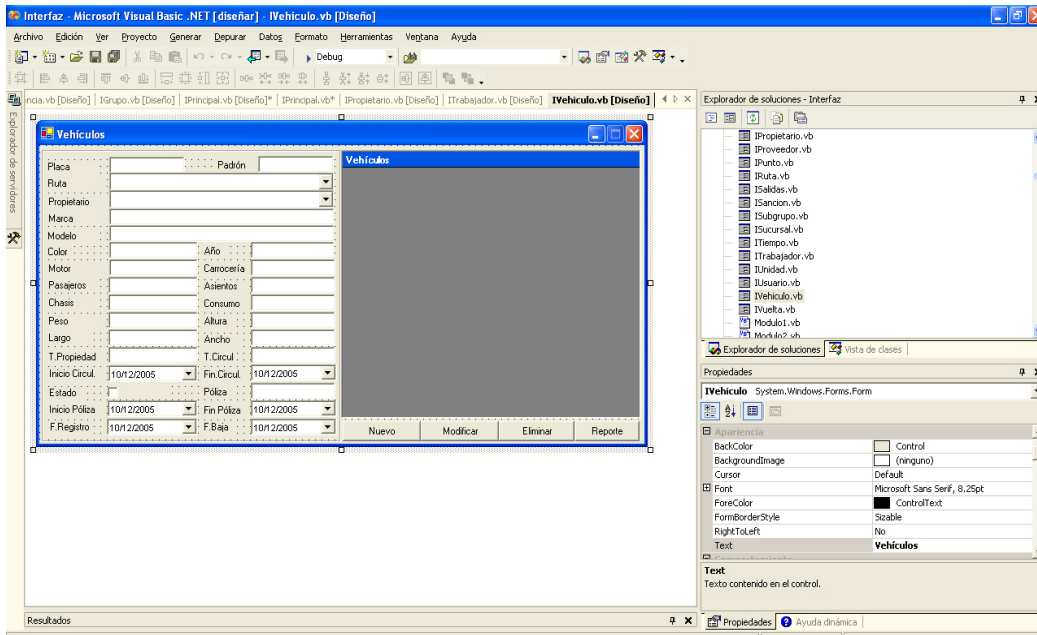 Interfaz - Microsoft Visual Basic .NET [diseñar] - IVehiculo.vb [Diseño]
Archivo Edición Ver Proyecto Generar Depurar Datos Formato Herramientas Ventana Ayuda
Debug
ncia.vb [Diseño] | IGrupo.vb [Diseño] | IPrincipal.vb [Diseño]* | IPrincipal.vb* | IPropietario.vb [Diseño] | ITrabajador.vb [Diseño] IVehiculo.vb [Diseño]
Explorador de servidores
Vehículos
Placa Padrón
Ruta
Propietario
Marca
Modelo
Color Año
Motor Carrocería
Pasajeros Asientos
Chasis Consumo
Peso Altura
Largo Ancho
T.Propiedad T.Circul
Inicio Circul. 10/12/2005 Fin.Circul. 10/12/2005
Estado Póliza
Inicio Póliza 10/12/2005 Fin Póliza 10/12/2005
F.Registro 10/12/2005 F.Baja 10/12/2005
Vehículos
Nuevo Modificar Eliminar Reporte
Resultados
Explorador de soluciones - Interfaz
IPropietario.vb
IProveedor.vb
IPunto.vb
IRuta.vb
ISalidas.vb
ISancion.vb
ISubgrupo.vb
ISucursal.vb
ITiempo.vb
ITrabajador.vb
IUnidad.vb
IUsuario.vb
IVehiculo.vb
IVuelta.vb
Modulo1.vb
Modulo2.vb
Explorador de soluciones Vista de clases
Propiedades
IVehiculo System.Windows.Forms.Form
Apariencia
BackColor Control
BackgroundImage (ninguno)
Cursor Default
Font Microsoft Sans Serif, 8.25pt
ForeColor ControlText
FormBorderStyle Sizable
RightToLeft No
Text Vehículos
Comportamiento
Text
Texto contenido en el control.
Propiedades Ayuda dinámica